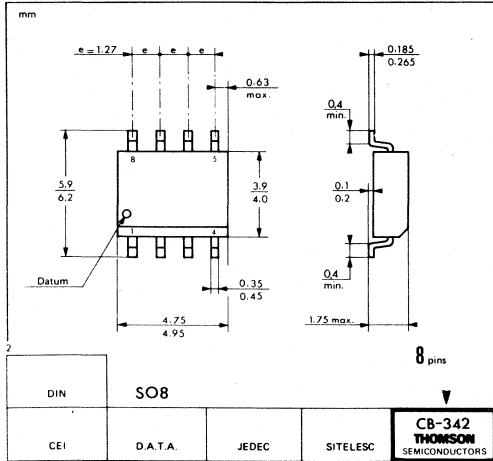 mm
e = 1.27 e e e
0.185
0.265
0.63
max.
0,4
min.
8 5
5.9
6.2
3.9
4.0
0.1
0.2
1 4
Datum
0.35
0.45
0,4
min.
4.75
4.95
1.75 max.
2
8 pins
DIN SO8
CEI D.A.T.A. JEDEC SITELESC
CB-342
THOMSON
SEMICONDUCTORS